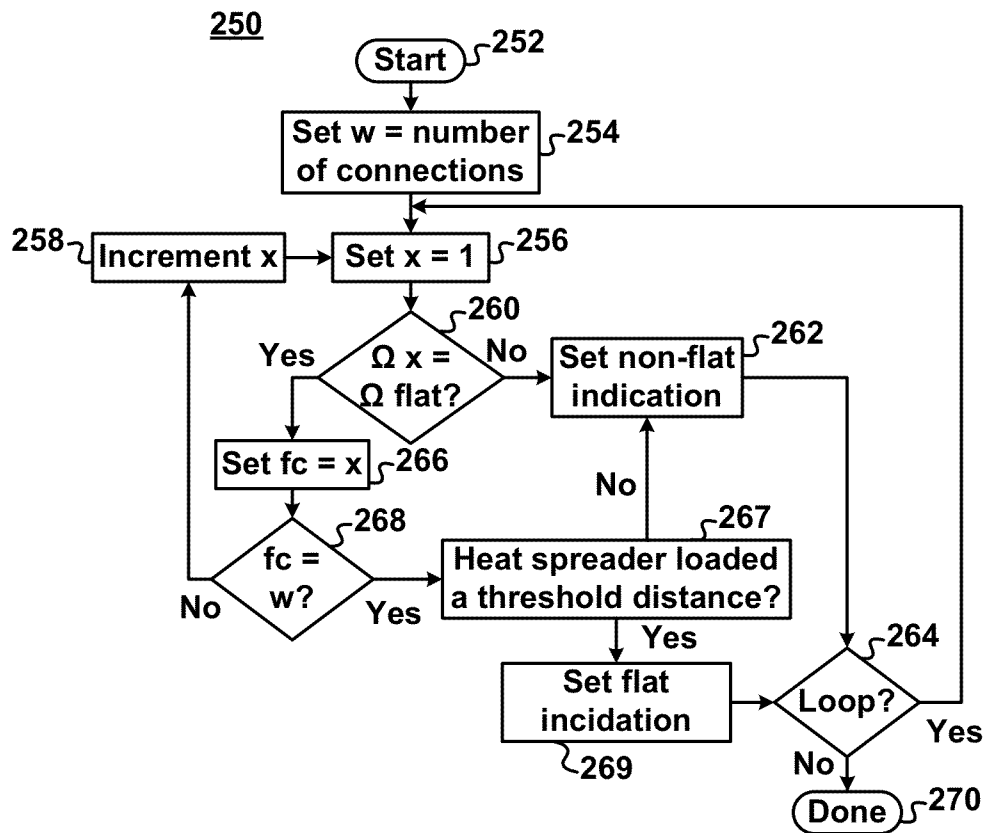 250
Start
252
Set w = number
of connections
254
258
Increment x
Set x = 1
256
260
Yes
Ω x =
Ω flat?
No
Set non-flat
indication
262
Set fc = x
266
No
268
fc =
w?
No
Yes
267
Heat spreader loaded
a threshold distance?
Yes
264
Set flat
incidation
269
Loop?
Yes
No
Done
270